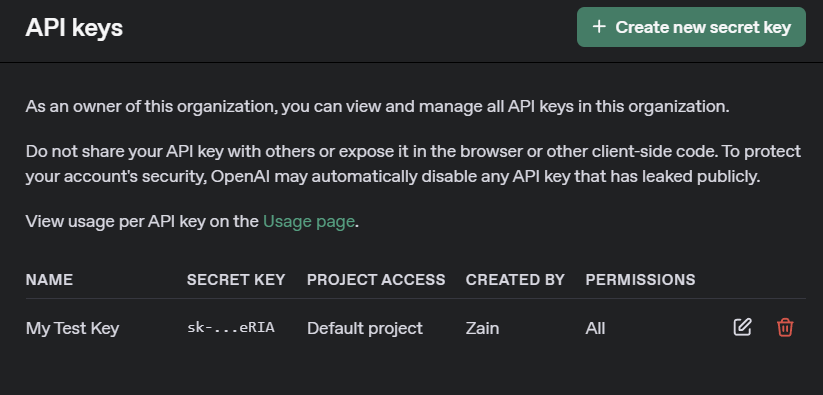 API keys
+ Create new secret key
As an owner of this organization, you can view and manage all API keys in this organization.
Do not share your API key with others or expose it in the browser or other client-side code. To protect
your account's security, OpenAI may automatically disable any API key that has leaked publicly.
View usage per API key on the Usage page.
NAME SECRET KEY PROJECT ACCESS CREATED BY PERMISSIONS
My Test Key sk-...eRIA Default project Zain All